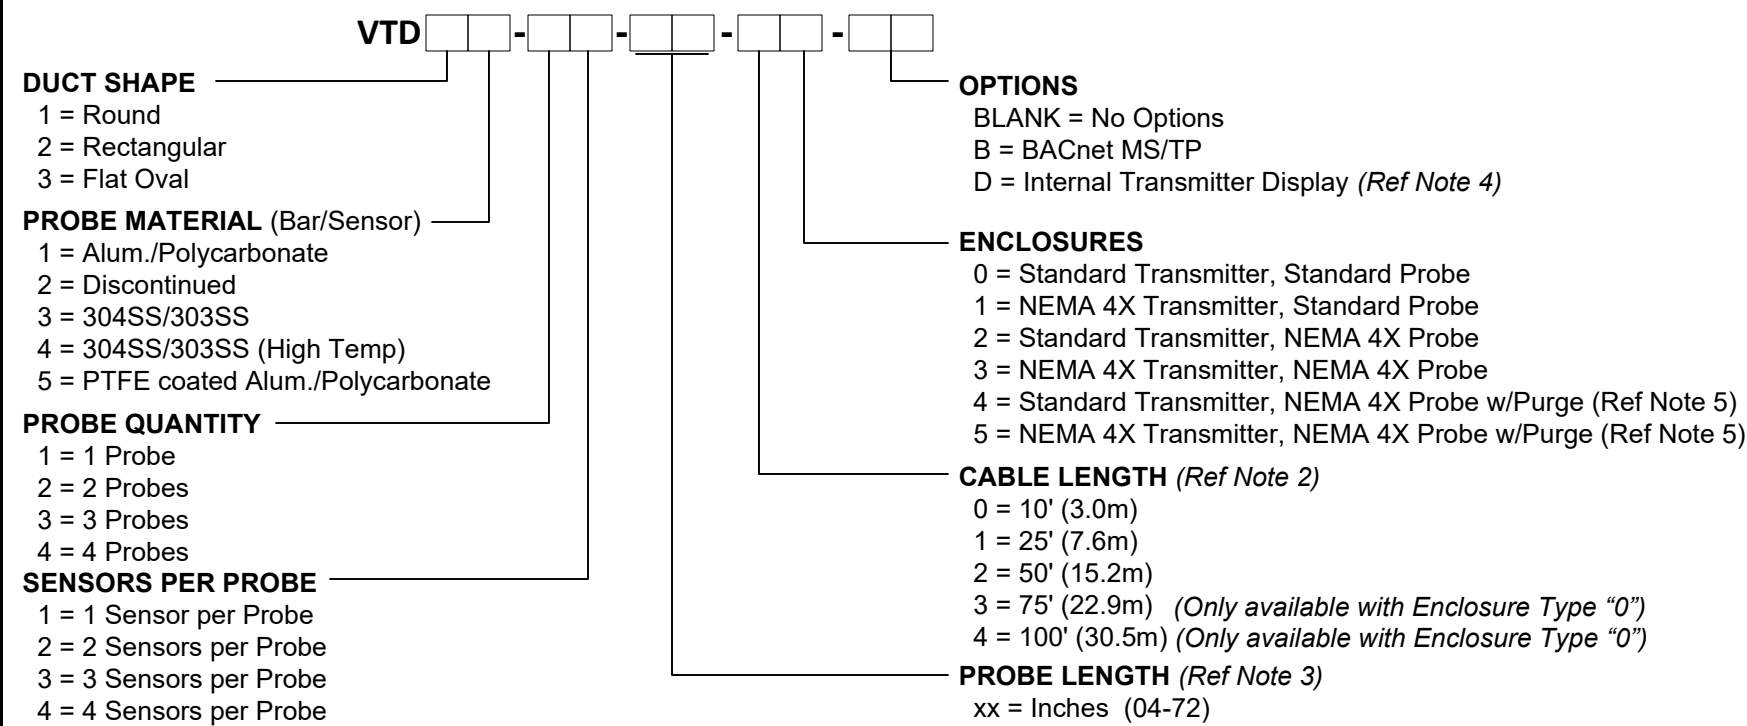 VTD - - - -
DUCT SHAPE
1 = Round
2 = Rectangular
3 = Flat Oval
PROBE MATERIAL (Bar/Sensor)
1 = Alum./Polycarbonate
2 = Discontinued
3 = 304SS/303SS
4 = 304SS/303SS (High Temp)
5 = PTFE coated Alum./Polycarbonate
PROBE QUANTITY
1 = 1 Probe
2 = 2 Probes
3 = 3 Probes
4 = 4 Probes
SENSORS PER PROBE
1 = 1 Sensor per Probe
2 = 2 Sensors per Probe
3 = 3 Sensors per Probe
4 = 4 Sensors per Probe
OPTIONS
BLANK = No Options
B = BACnet MS/TP
D = Internal Transmitter Display (Ref Note 4)
ENCLOSURES
0 = Standard Transmitter, Standard Probe
1 = NEMA 4X Transmitter, Standard Probe
2 = Standard Transmitter, NEMA 4X Probe
3 = NEMA 4X Transmitter, NEMA 4X Probe
4 = Standard Transmitter, NEMA 4X Probe w/Purge (Ref Note 5)
5 = NEMA 4X Transmitter, NEMA 4X Probe w/Purge (Ref Note 5)
CABLE LENGTH (Ref Note 2)
0 = 10' (3.0m)
1 = 25' (7.6m)
2 = 50' (15.2m)
3 = 75' (22.9m) (Only available with Enclosure Type “0”)
4 = 100' (30.5m) (Only available with Enclosure Type “0”)
PROBE LENGTH (Ref Note 3)
xx = Inches (04-72)